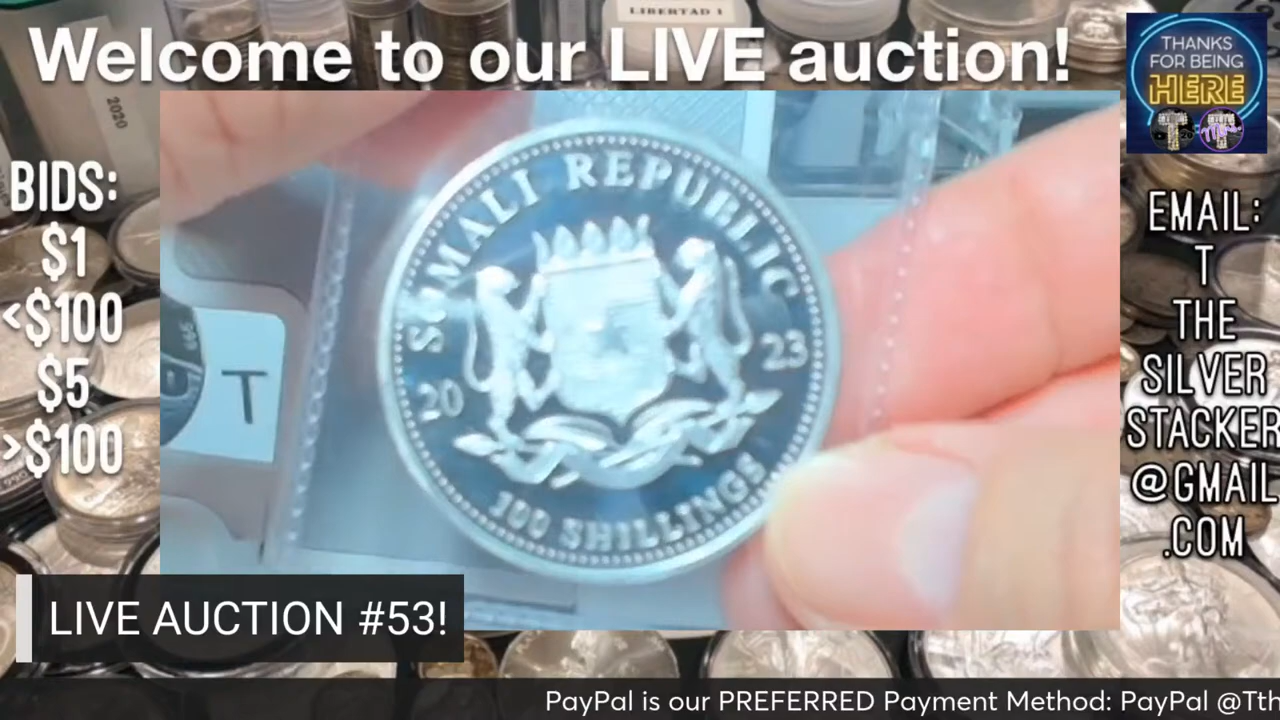 LIBERTAD 1
Welcome to our LIVE auction!
THANKS
FOR BEING
HERE
2020
BIDS:
$1
<$100
$5
>$100
SOMALI REPUBLIC
20 23
100 SHILLINGS
T
EMAIL:
T
THE
SILVER
STACKER
@GMAIL
.COM
LIVE AUCTION #53!
PayPal is our PREFERRED Payment Method: PayPal @Tth